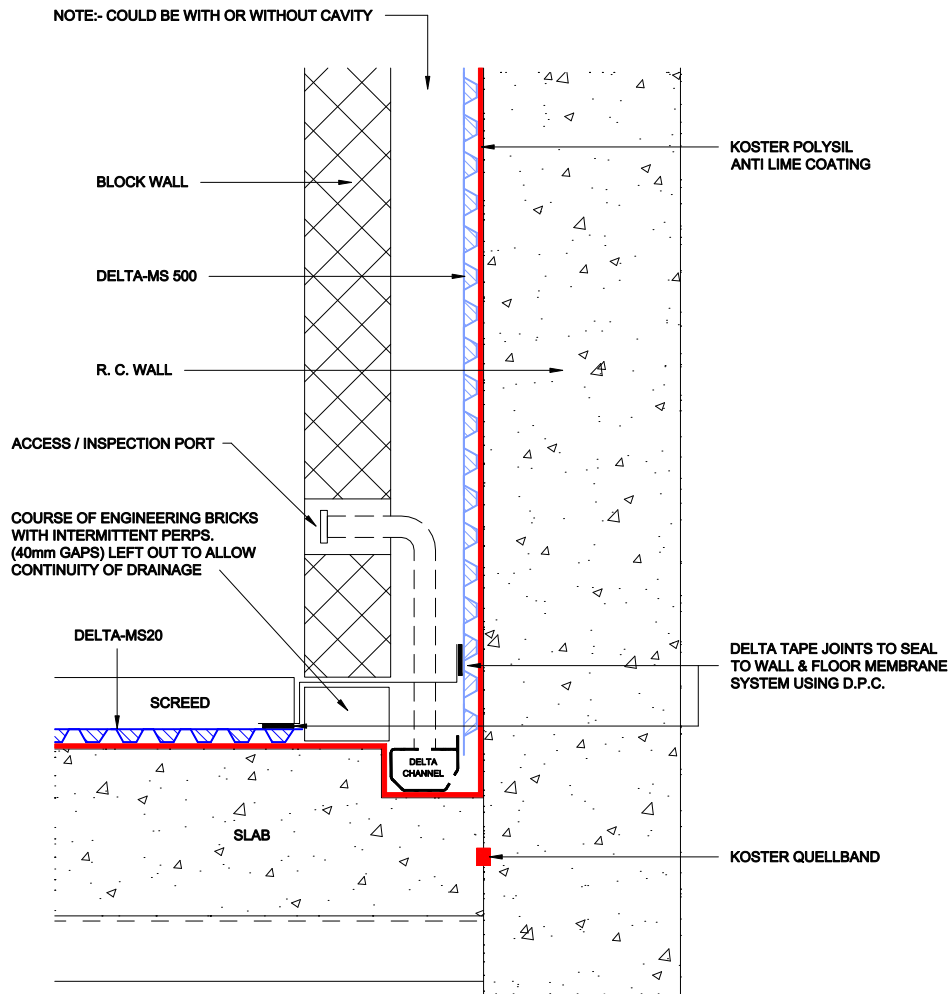 NOTE:- COULD BE WITH OR WITHOUT CAVITY
KOSTER POLYSIL
ANTI LIME COATING
BLOCK WALL
DELTA-MS 500
R. C. WALL
ACCESS / INSPECTION PORT
COURSE OF ENGINEERING BRICKS
WITH INTERMITTENT PERPS.
(40mm GAPS) LEFT OUT TO ALLOW
CONTINUITY OF DRAINAGE
DELTA-MS20
DELTA TAPE JOINTS TO SEAL
TO WALL & FLOOR MEMBRANE
SYSTEM USING D.P.C.
SCREED
DELTA
CHANNEL
SLAB
KOSTER QUELLBAND